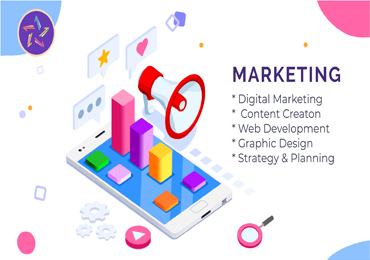 MARKETING
* Digital Marketing
* Content Creaton
* Web Development
* Graphic Design
* Strategy & Planning